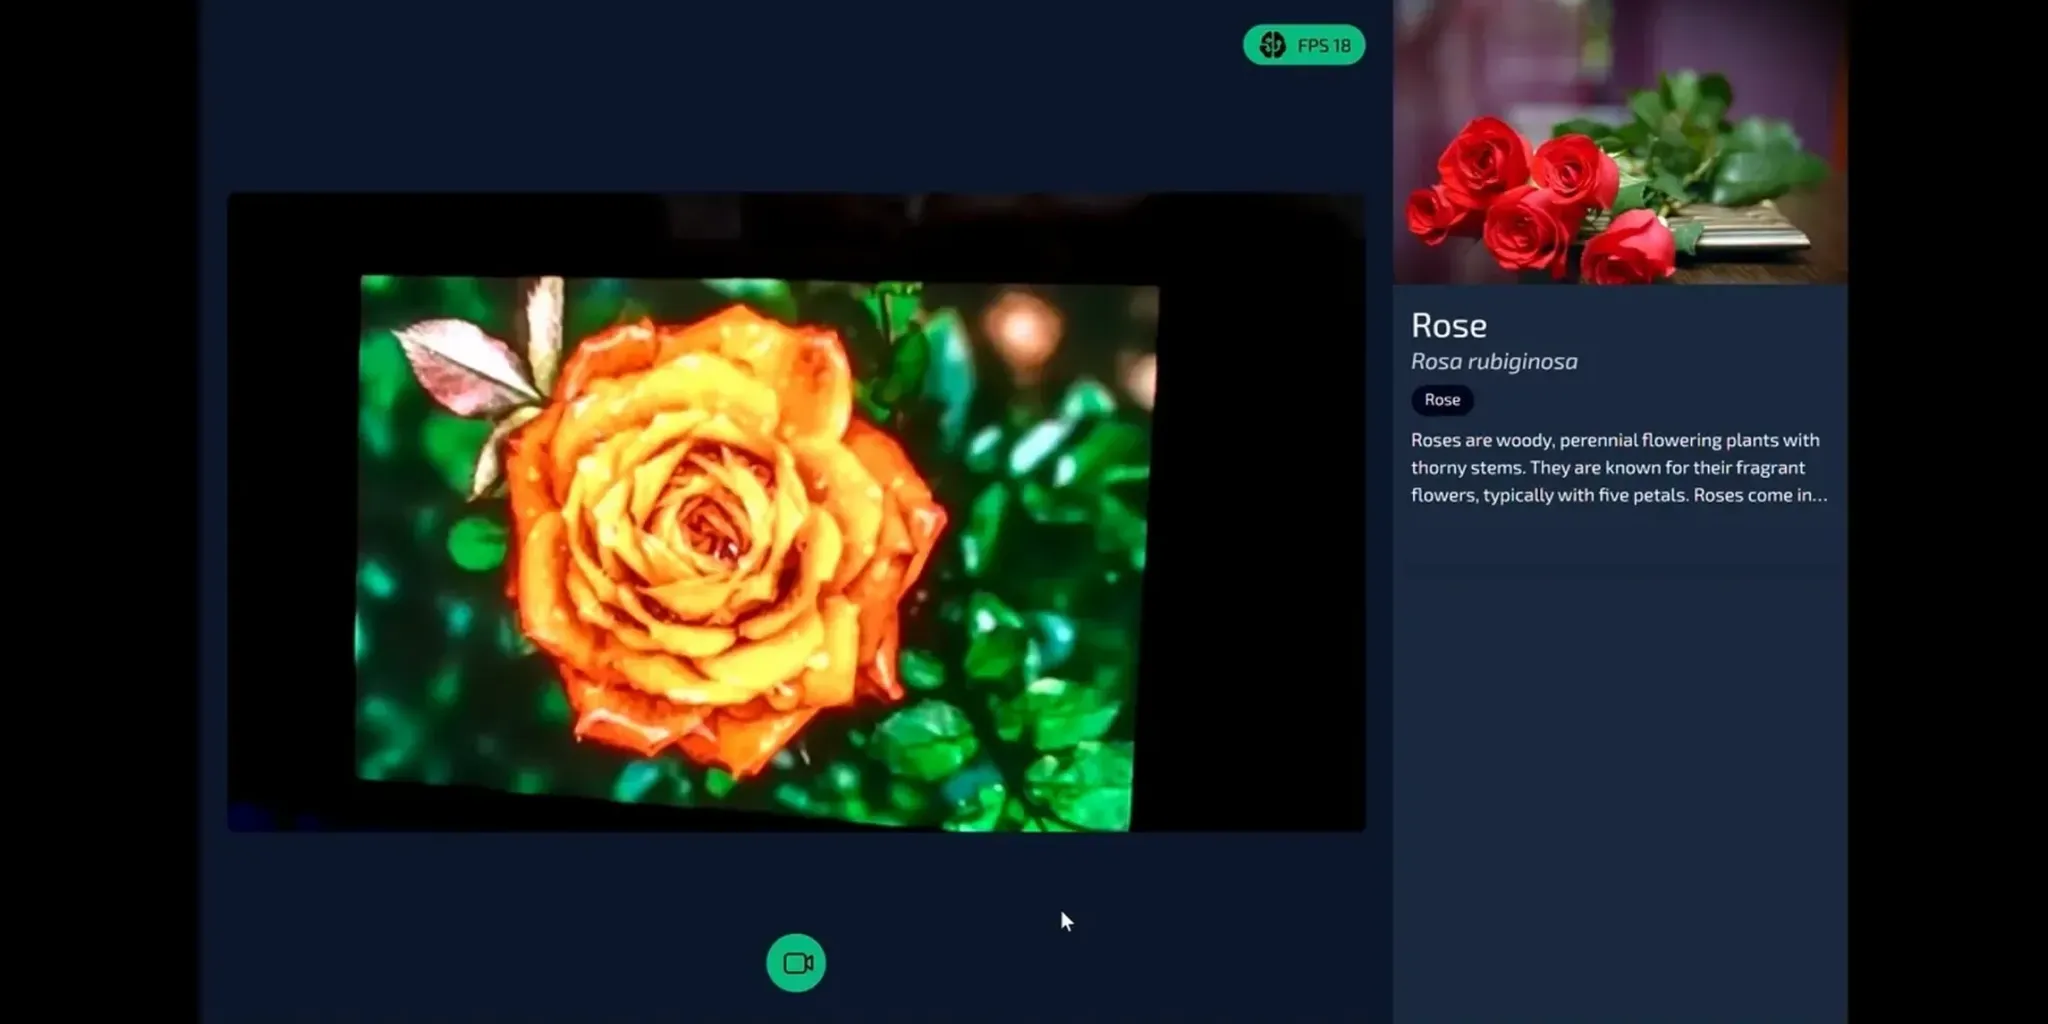 FPS 18
Rose
Rosa rubiginosa
Rose
Roses are woody, perennial flowering plants with
thorny stems. They are known for their fragrant
flowers, typically with five petals. Roses come in...